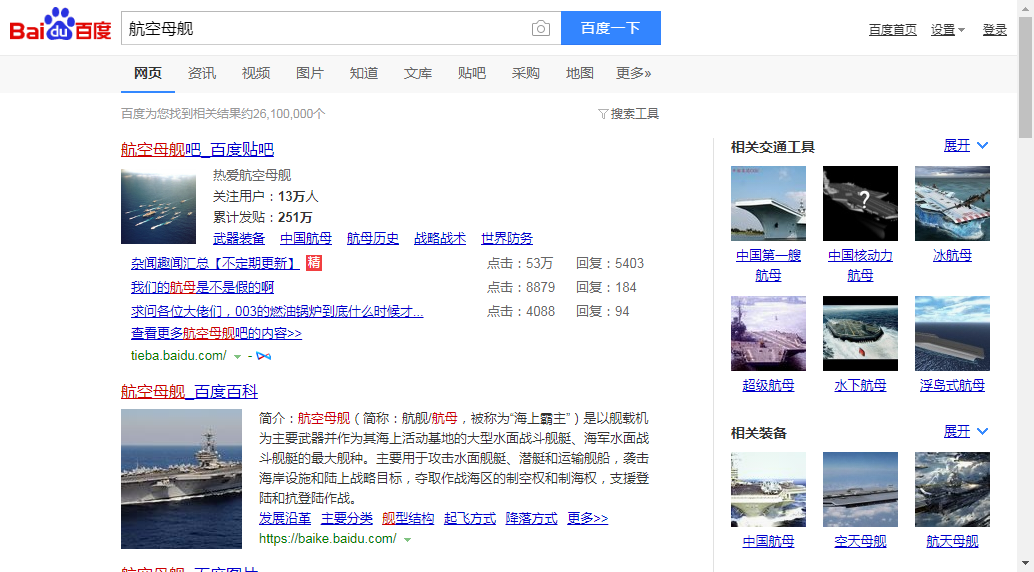 Bai du 百度
航空母舰
百度一下
百度首页 设置 登录
网页 资讯 视频 图片 知道 文库 贴吧 采购 地图 更多»
百度为您找到相关结果约26,100,000个
搜索工具
航空母舰吧_百度贴吧
热爱航空母舰
关注用户：13万人
累计发贴：251万
武器装备 中国航母 航母历史 战略战术 世界防务
杂闻趣闻汇总【不定期更新】 精 点击：53万 回复：5403
我们的航母是不是假的啊 点击：8879 回复：184
求问各位大佬们，003的燃油锅炉到底什么时候才... 点击：4088 回复：94
查看更多航空母舰吧的内容>>
tieba.baidu.com/ -
航空母舰_百度百科
简介：航空母舰（简称：航舰/航母，被称为“海上霸主”）是以舰载机
为主要武器并作为其海上活动基地的大型水面战斗舰艇、海军水面战
斗舰艇的最大舰种。主要用于攻击水面舰艇、潜艇和运输舰船，袭击
海岸设施和陆上战略目标，夺取作战海区的制空权和制海权，支援登
陆和抗登陆作战。
发展沿革 主要分类 舰型结构 起飞方式 降落方式 更多>>
https://baike.baidu.com/
航空母舰_百度图片
相关交通工具 展开
?
中国第一艘
航母
中国核动力
航母
冰航母
超级航母 水下航母 浮岛式航母
相关装备 展开
中国航母 空天母舰 航天母舰